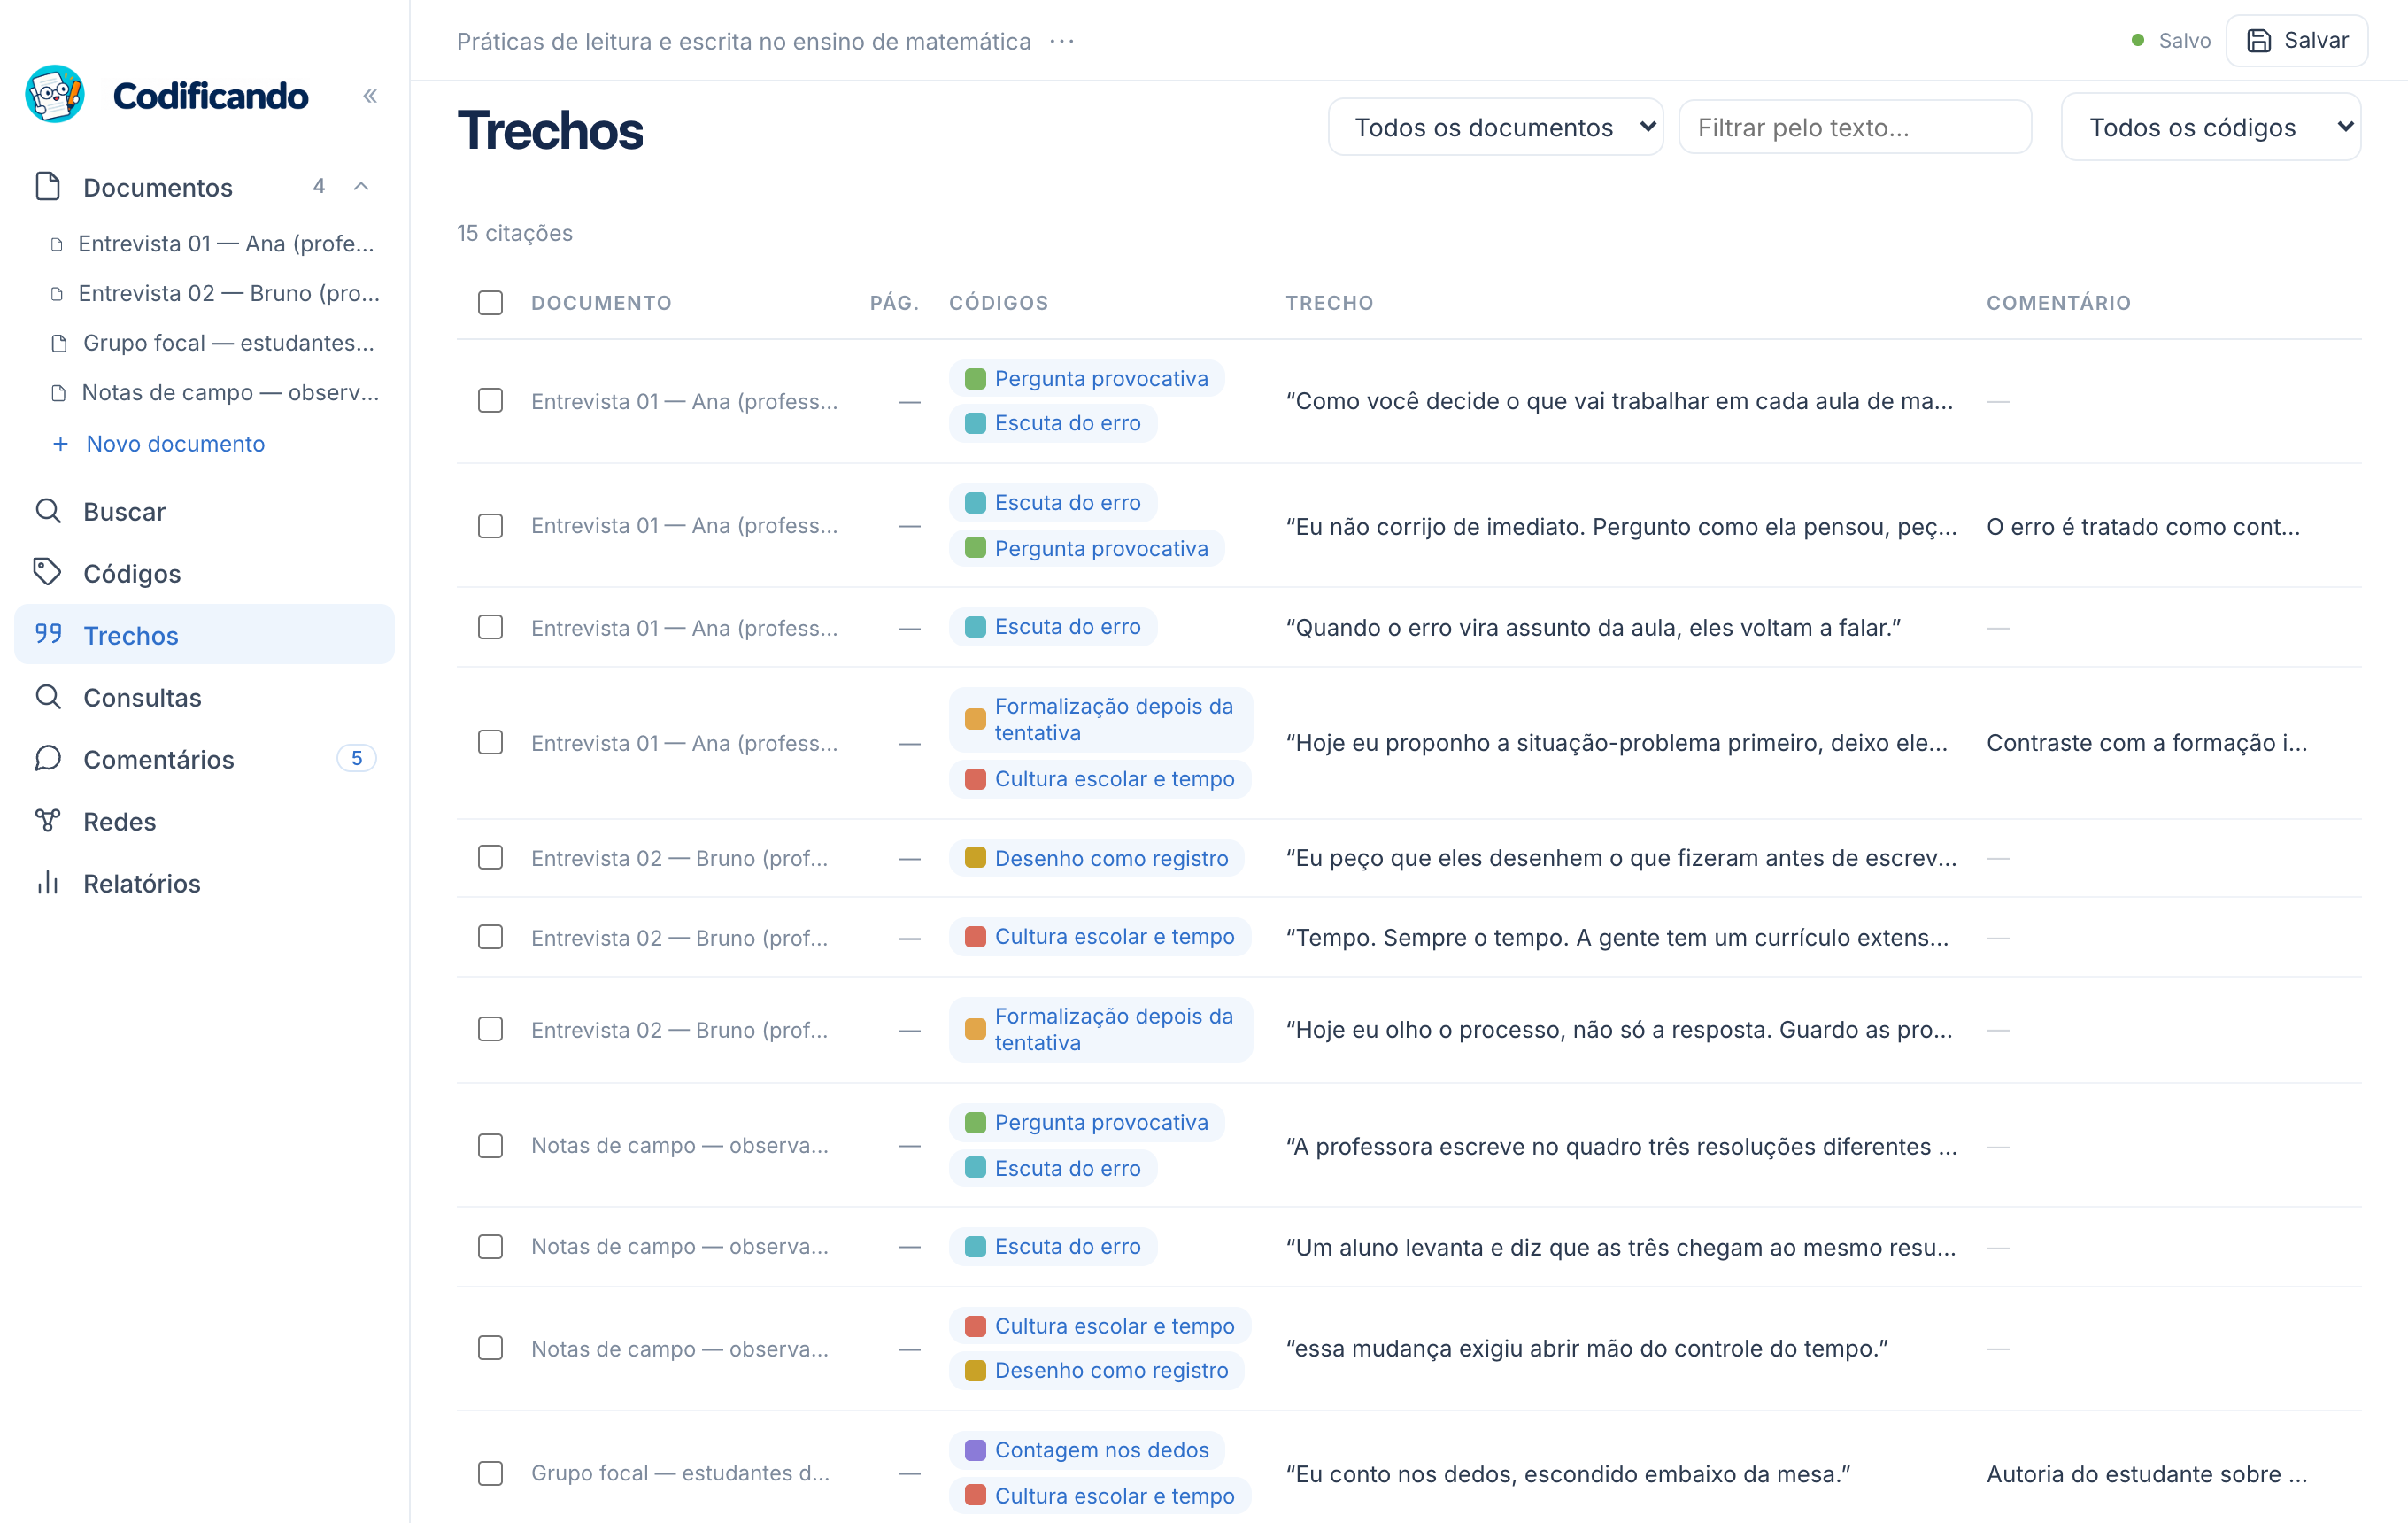 Codificando
«
Documentos 4
Entrevista 01 — Ana (profe...
Entrevista 02 — Bruno (pro...
Grupo focal — estudantes...
Notas de campo — observ...
+ Novo documento
Buscar
Códigos
Trechos
Consultas
Comentários 5
Redes
Relatórios
Práticas de leitura e escrita no ensino de matemática ···
Salvo
Salvar
Trechos
Todos os documentos
Filtrar pelo texto...
Todos os códigos
15 citações
DOCUMENTO PÁG. CÓDIGOS TRECHO COMENTÁRIO
Entrevista 01 — Ana (profess... — Pergunta provocativa
Escuta do erro
“Como você decide o que vai trabalhar em cada aula de ma... —
Entrevista 01 — Ana (profess... — Escuta do erro
Pergunta provocativa
“Eu não corrijo de imediato. Pergunto como ela pensou, peç... O erro é tratado como cont...
Entrevista 01 — Ana (profess... — Escuta do erro “Quando o erro vira assunto da aula, eles voltam a falar.” —
Entrevista 01 — Ana (profess... — Formalização depois da
tentativa
Cultura escolar e tempo
“Hoje eu proponho a situação-problema primeiro, deixo ele... Contraste com a formação i...
Entrevista 02 — Bruno (prof... — Desenho como registro “Eu peço que eles desenhem o que fizeram antes de escrev... —
Entrevista 02 — Bruno (prof... — Cultura escolar e tempo “Tempo. Sempre o tempo. A gente tem um currículo extens... —
Entrevista 02 — Bruno (prof... — Formalização depois da
tentativa
“Hoje eu olho o processo, não só a resposta. Guardo as pro... —
Notas de campo — observa... — Pergunta provocativa
Escuta do erro
“A professora escreve no quadro três resoluções diferentes ... —
Notas de campo — observa... — Escuta do erro “Um aluno levanta e diz que as três chegam ao mesmo resu... —
Notas de campo — observa... — Cultura escolar e tempo
Desenho como registro
“essa mudança exigiu abrir mão do controle do tempo.” —
Grupo focal — estudantes d... — Contagem nos dedos
Cultura escolar e tempo
“Eu conto nos dedos, escondido embaixo da mesa.” Autoria do estudante sobre ...